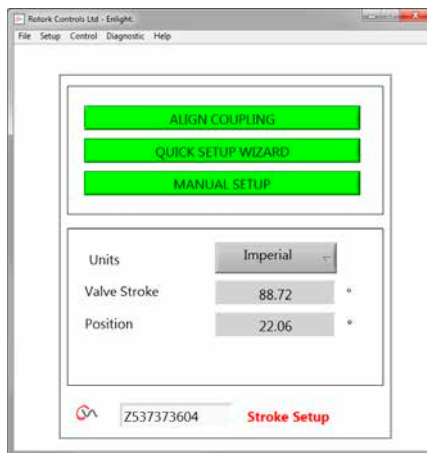 Rotork Controls Ltd - Enlight.
File Setup Control Diagnostic Help
ALIGN COUPLING
QUICK SETUP WIZARD
MANUAL SETUP
Units Imperial
Valve Stroke 88.72 °
Position 22.06 °
Z537373604 Stroke Setup